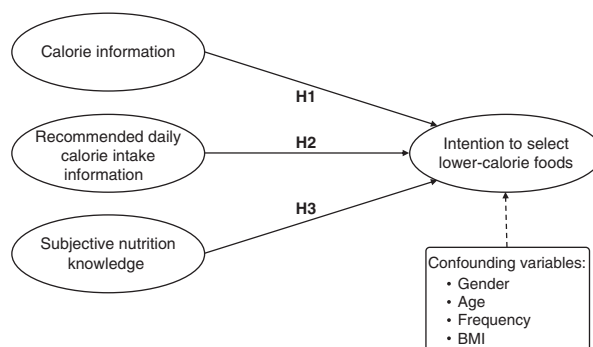 Calorie information
H1
Recommended daily
calorie intake
information
H2
Intention to select
lower-calorie foods
H3
Subjective nutrition
knowledge
Confounding variables:
• Gender
• Age
• Frequency
• BMI